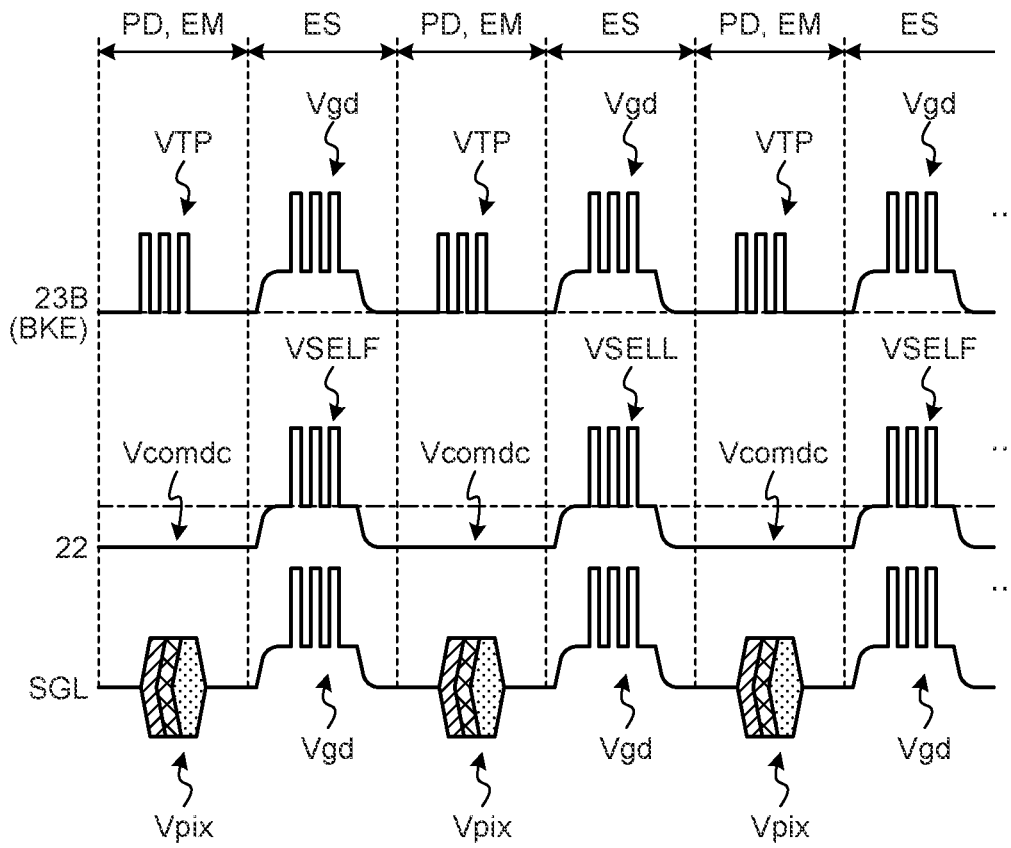 PD, EM ES PD, EM ES PD, EM ES
Vgd Vgd Vgd
VTP VTP VTP
..
23B
(BKE)
VSELF VSELL VSELF
Vcomdc Vcomdc Vcomdc
..
22
..
SGL
Vgd Vgd Vgd
Vpix Vpix Vpix